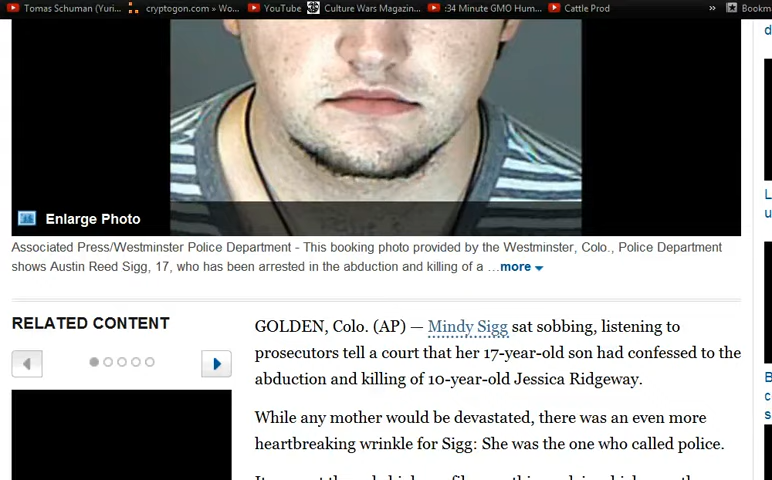 Tomas Schuman (Yuri... cryptogon.com » Wo... YouTube Culture Wars Magazin... :34 Minute GMO Hum... Cattle Prod » Bookm
Enlarge Photo
Associated Press/Westminster Police Department - This booking photo provided by the Westminster, Colo., Police Department
shows Austin Reed Sigg, 17, who has been arrested in the abduction and killing of a …more
RELATED CONTENT
GOLDEN, Colo. (AP) — Mindy Sigg sat sobbing, listening to
prosecutors tell a court that her 17-year-old son had confessed to the
abduction and killing of 10-year-old Jessica Ridgeway.
While any mother would be devastated, there was an even more
heartbreaking wrinkle for Sigg: She was the one who called police.